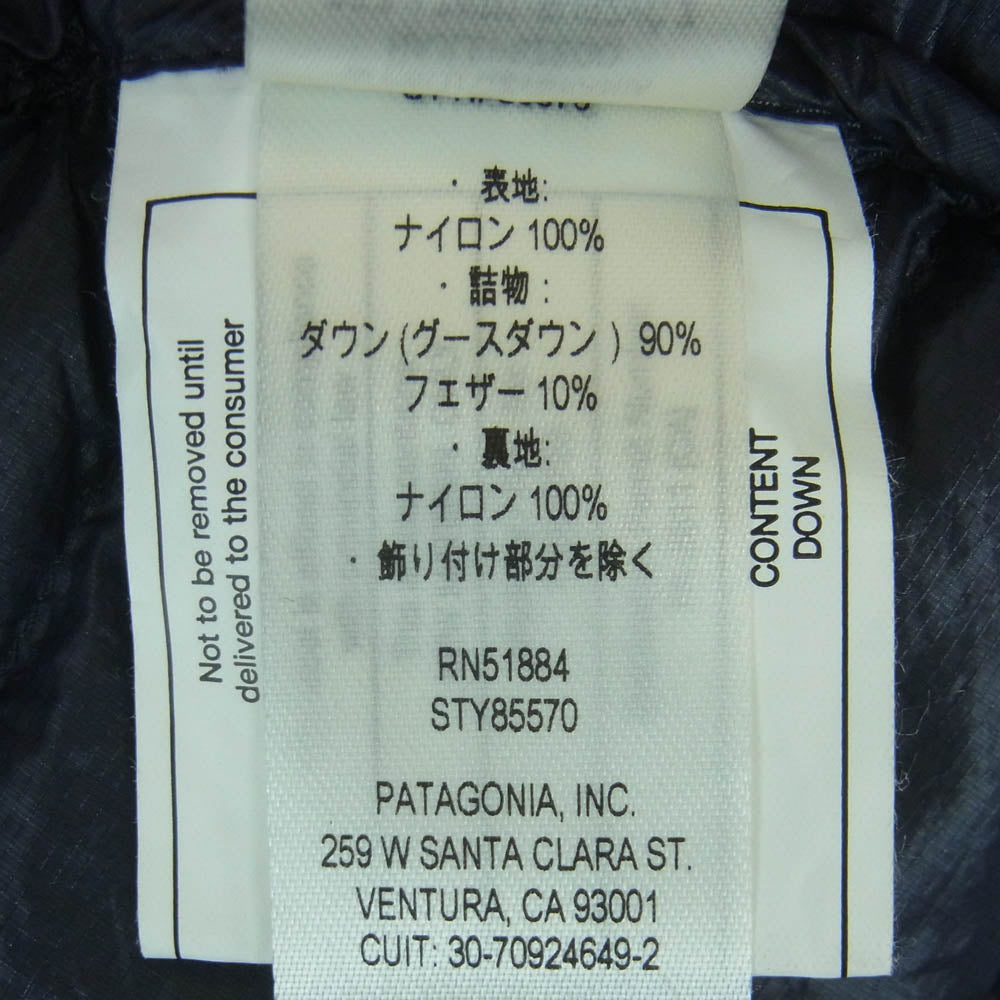 ・表地:
ナイロン 100%
・詰物 :
ダウン (グースダウン ) 90%
フェザー 10%
・裏地:
ナイロン 100%
・飾り付け部分を除く
RN51884
STY85570
PATAGONIA, INC.
259 W SANTA CLARA ST.
VENTURA, CA 93001
CUIT: 30-70924649-2
Not to be removed until
delivered to the consumer
CONTENT
DOWN